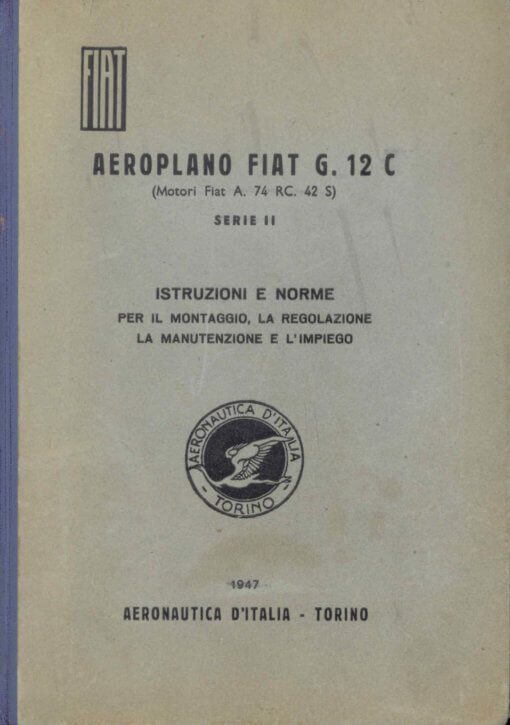 FIAT
AEROPLANO FIAT G. 12 C
(Motori Fiat A. 74 RC. 42 S)
SERIE II
ISTRUZIONI E NORME
PER IL MONTAGGIO, LA REGOLAZIONE
LA MANUTENZIONE E L'IMPIEGO
AERONAUTICA D'ITALIA
- TORINO -
1947
AERONAUTICA D'ITALIA - TORINO